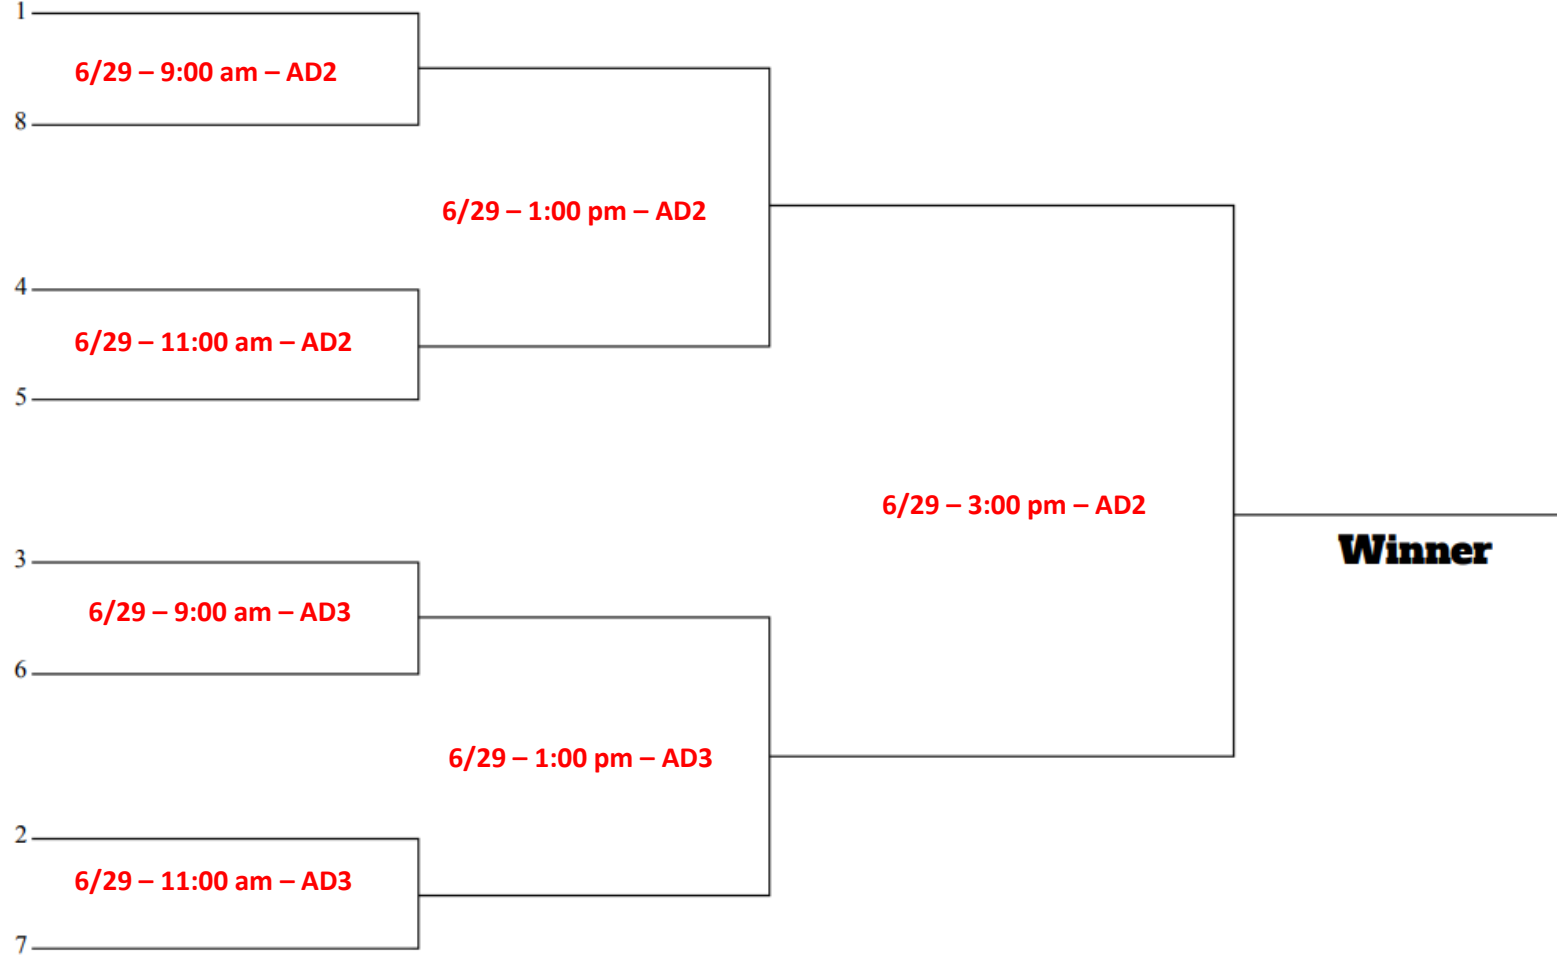 1
6/29 – 9:00 am – AD2
8
6/29 – 1:00 pm – AD2
4
6/29 – 11:00 am – AD2
5
6/29 – 3:00 pm – AD2
Winner
3
6/29 – 9:00 am – AD3
6
6/29 – 1:00 pm – AD3
2
6/29 – 11:00 am – AD3
7